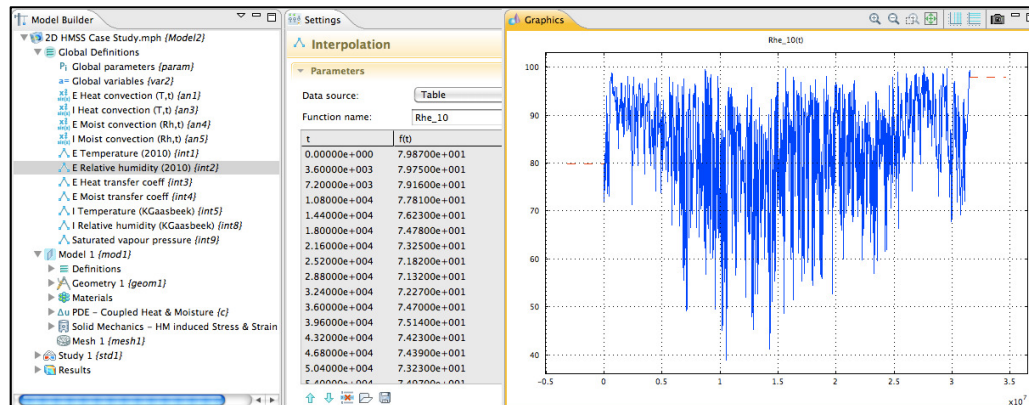 Model Builder
2D HMSS Case Study.mph {Model2}
Global Definitions
Pi Global parameters {param}
a= Global variables {var2}
E Heat convection (T,t) {an1}
I Heat convection (T,t) {an3}
E Moist convection (Rh,t) {an4}
I Moist convection (Rh,t) {an5}
E Temperature (2010) {int1}
E Relative humidity (2010) {int2}
E Heat transfer coeff {int3}
E Moist transfer coeff {int4}
I Temperature (KGaasbeek) {int5}
I Relative humidity (KGaasbeek) {int8}
Saturated vapour pressure {int9}
Model 1 {mod1}
Definitions
Geometry 1 {geom1}
Materials
Δu PDE - Coupled Heat & Moisture {c}
Solid Mechanics - HM induced Stress & Strain
Mesh 1 {mesh1}
Study 1 {std1}
Results
Settings
Interpolation
Parameters
Data source: Table
Function name: Rhe_10
t f(t)
0.00000e+000 7.98700e+001
3.60000e+003 7.97500e+001
7.20000e+003 7.91600e+001
1.08000e+004 7.78100e+001
1.44000e+004 7.62300e+001
1.80000e+004 7.47800e+001
2.16000e+004 7.32500e+001
2.52000e+004 7.18200e+001
2.88000e+004 7.13200e+001
3.24000e+004 7.22700e+001
3.60000e+004 7.47000e+001
3.96000e+004 7.51400e+001
4.32000e+004 7.42300e+001
4.68000e+004 7.43900e+001
5.04000e+004 7.32300e+001
Graphics
Rhe_10(t)
100
90
80
70
60
50
40
-0.5 0 0.5 1 1.5 2 2.5 3 3.5
x10⁷